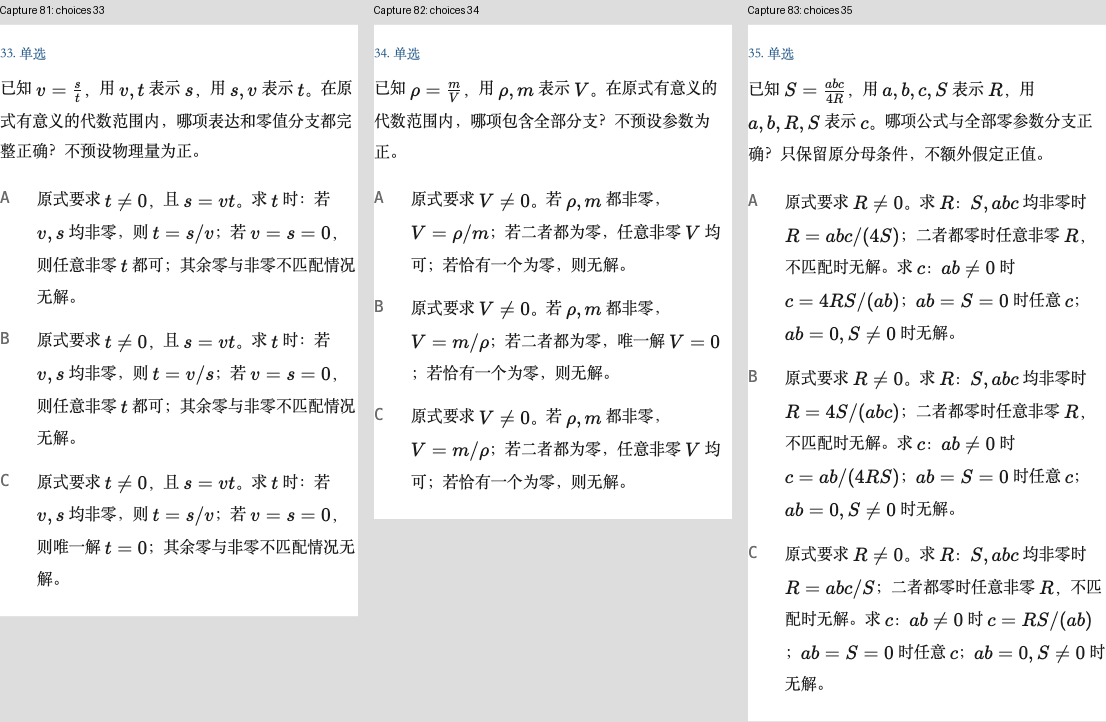 Capture 81: choices 33
33. 单选
已知 v = s/t，用 v, t 表示 s，用 s, v 表示 t。在原
式有意义的代数范围内，哪项表达和零值分支都完
整正确？不预设物理量为正。
A 原式要求 t ≠ 0，且 s = vt。求 t 时：若
v, s 均非零，则 t = s/v；若 v = s = 0，
则任意非零 t 都可；其余零与非零不匹配情况
无解。
B 原式要求 t ≠ 0，且 s = vt。求 t 时：若
v, s 均非零，则 t = v/s；若 v = s = 0，
则任意非零 t 都可；其余零与非零不匹配情况
无解。
C 原式要求 t ≠ 0，且 s = vt。求 t 时：若
v, s 均非零，则 t = s/v；若 v = s = 0，
则唯一解 t = 0；其余零与非零不匹配情况无
解。
Capture 82: choices 34
34. 单选
已知 ρ = m/V，用 ρ, m 表示 V。在原式有意义的
代数范围内，哪项包含全部分支？不预设参数为
正。
A 原式要求 V ≠ 0。若 ρ, m 都非零，
V = ρ/m；若二者都为零，任意非零 V 均
可；若恰有一个为零，则无解。
B 原式要求 V ≠ 0。若 ρ, m 都非零，
V = m/ρ；若二者都为零，唯一解 V = 0
；若恰有一个为零，则无解。
C 原式要求 V ≠ 0。若 ρ, m 都非零，
V = m/ρ；若二者都为零，任意非零 V 均
可；若恰有一个为零，则无解。
Capture 83: choices 35
35. 单选
已知 S = abc/4R，用 a, b, c, S 表示 R，用
a, b, R, S 表示 c。哪项公式与全部零参数分支正
确？只保留原分母条件，不额外假定正值。
A 原式要求 R ≠ 0。求 R：S, abc 均非零时
R = abc/(4S)；二者都零时任意非零 R，
不匹配时无解。求 c：ab ≠ 0 时
c = 4RS/(ab)；ab = S = 0 时任意 c；
ab = 0, S ≠ 0 时无解。
B 原式要求 R ≠ 0。求 R：S, abc 均非零时
R = 4S/(abc)；二者都零时任意非零 R，
不匹配时无解。求 c：ab ≠ 0 时
c = ab/(4RS)；ab = S = 0 时任意 c；
ab = 0, S ≠ 0 时无解。
C 原式要求 R ≠ 0。求 R：S, abc 均非零时
R = abc/S；二者都零时任意非零 R，不匹
配时无解。求 c：ab ≠ 0 时 c = RS/(ab)
；ab = S = 0 时任意 c；ab = 0, S ≠ 0 时
无解。